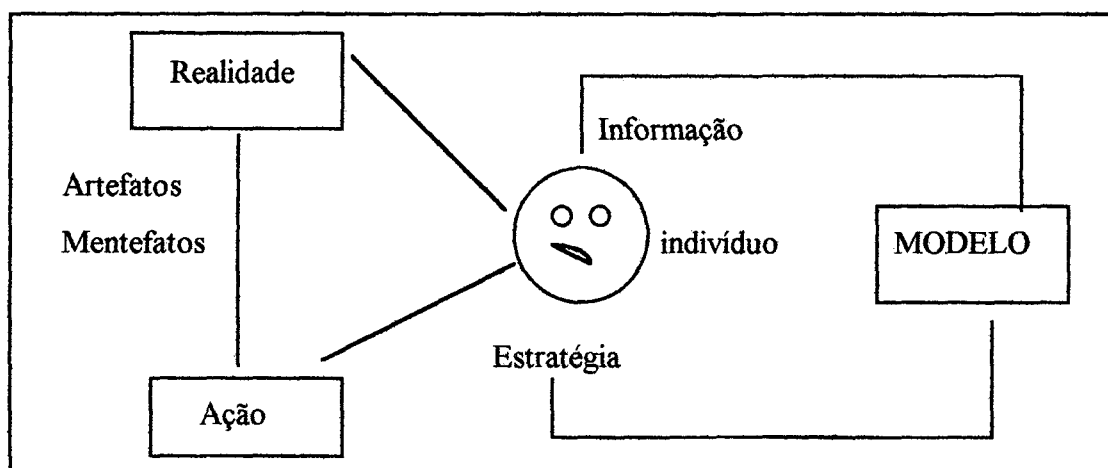 Realidade
Informação
Artefatos
Mentefatos
indivíduo
MODELO
Estratégia
Ação